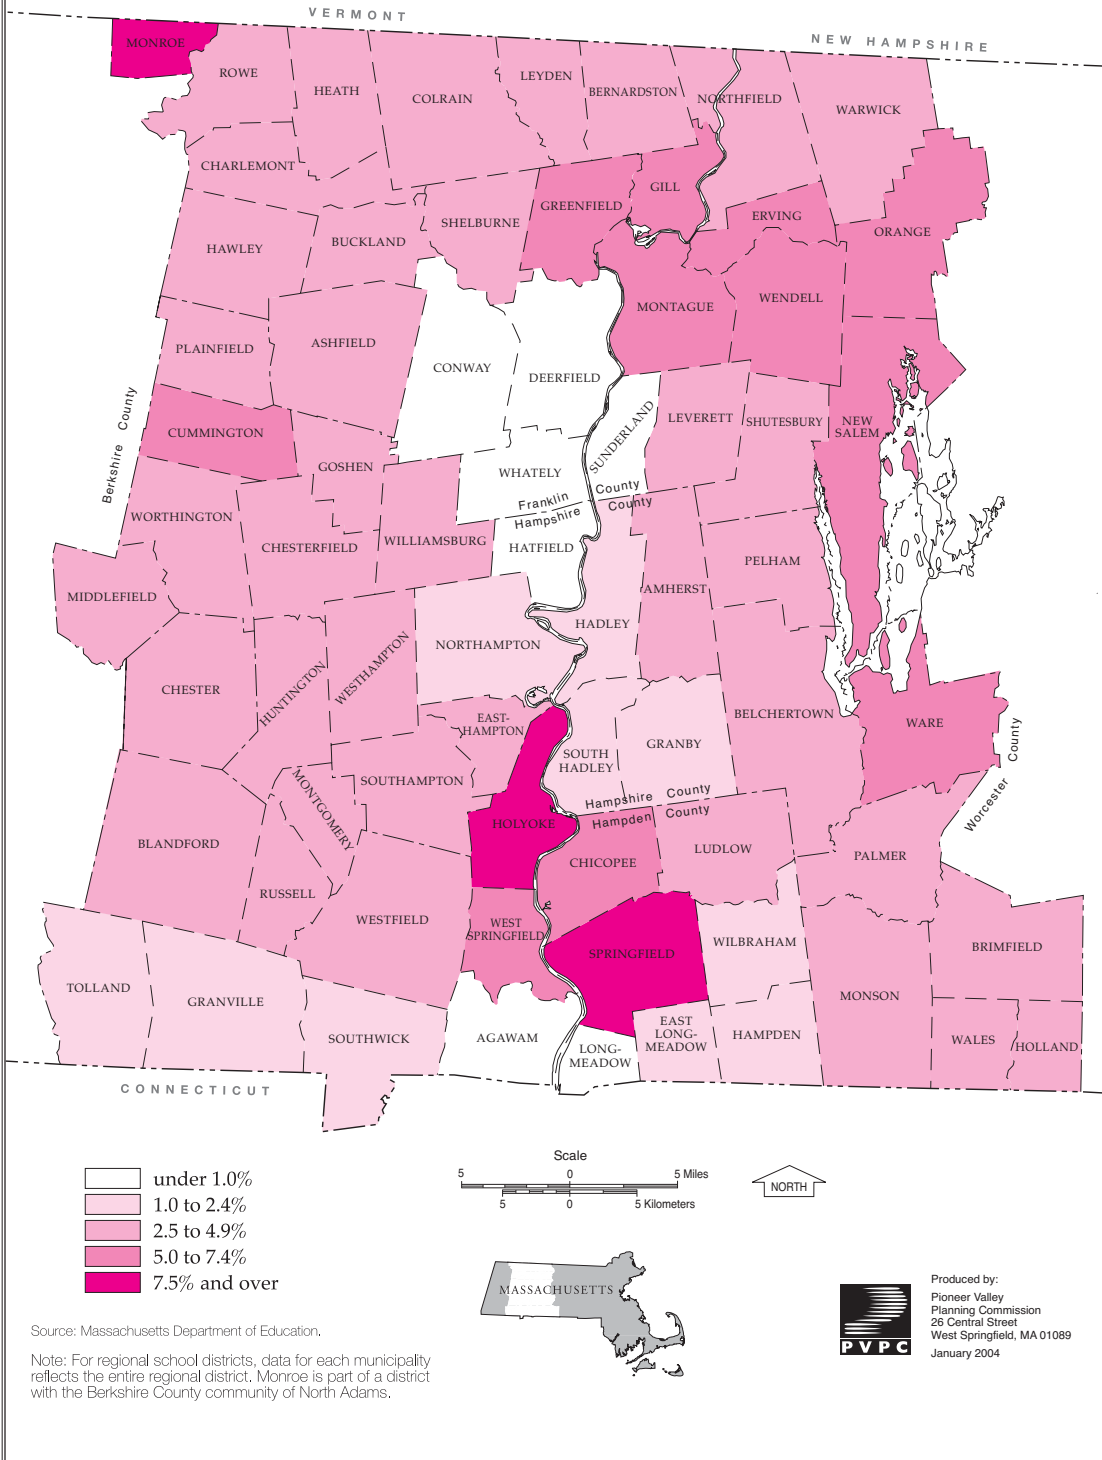 VERMONT
NEW HAMPSHIRE
MONROE
ROWE
HEATH
COLRAIN
LEYDEN
BERNARDSTON
NORTHFIELD
WARWICK
CHARLEMONT
SHELBURNE
GREENFIELD
GILL
ERVING
ORANGE
HAWLEY
BUCKLAND
MONTAGUE
WENDELL
PLAINFIELD
ASHFIELD
CONWAY
DEERFIELD
SUNDERLAND
LEVERETT
SHUTESBURY
NEW
SALEM
Berkshire County
CUMMINGTON
GOSHEN
WHATELY
Franklin County
Hampshire County
WORTHINGTON
CHESTERFIELD
WILLIAMSBURG
HATFIELD
PELHAM
MIDDLEFIELD
AMHERST
HADLEY
NORTHAMPTON
CHESTER
HUNTINGTON
WESTHAMPTON
EAST-
HAMPTON
BELCHERTOWN
WARE
SOUTH
HADLEY
GRANBY
Worcester County
SOUTHAMPTON
MONTGOMERY
Hampshire County
Hampden County
HOLYOKE
BLANDFORD
CHICOPEE
LUDLOW
PALMER
RUSSELL
WESTFIELD
WEST
SPRINGFIELD
SPRINGFIELD
WILBRAHAM
BRIMFIELD
TOLLAND
GRANVILLE
MONSON
SOUTHWICK
AGAWAM
LONG-
MEADOW
EAST
LONG-
MEADOW
HAMPDEN
WALES
HOLLAND
CONNECTICUT
under 1.0%
1.0 to 2.4%
2.5 to 4.9%
5.0 to 7.4%
7.5% and over
Scale
5 0 5 Miles
5 0 5 Kilometers
NORTH
MASSACHUSETTS
Source: Massachusetts Department of Education.
Note: For regional school districts, data for each municipality
reflects the entire regional district. Monroe is part of a district
with the Berkshire County community of North Adams.
PVPC
Produced by:
Pioneer Valley
Planning Commission
26 Central Street
West Springfield, MA 01089
January 2004